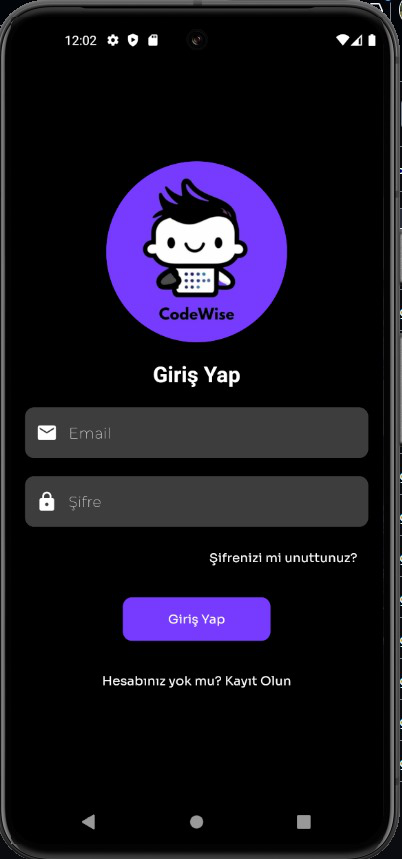 12:02
CodeWise
Giriş Yap
Email
Şifre
Şifrenizi mi unuttunuz?
Giriş Yap
Hesabınız yok mu? Kayıt Olun